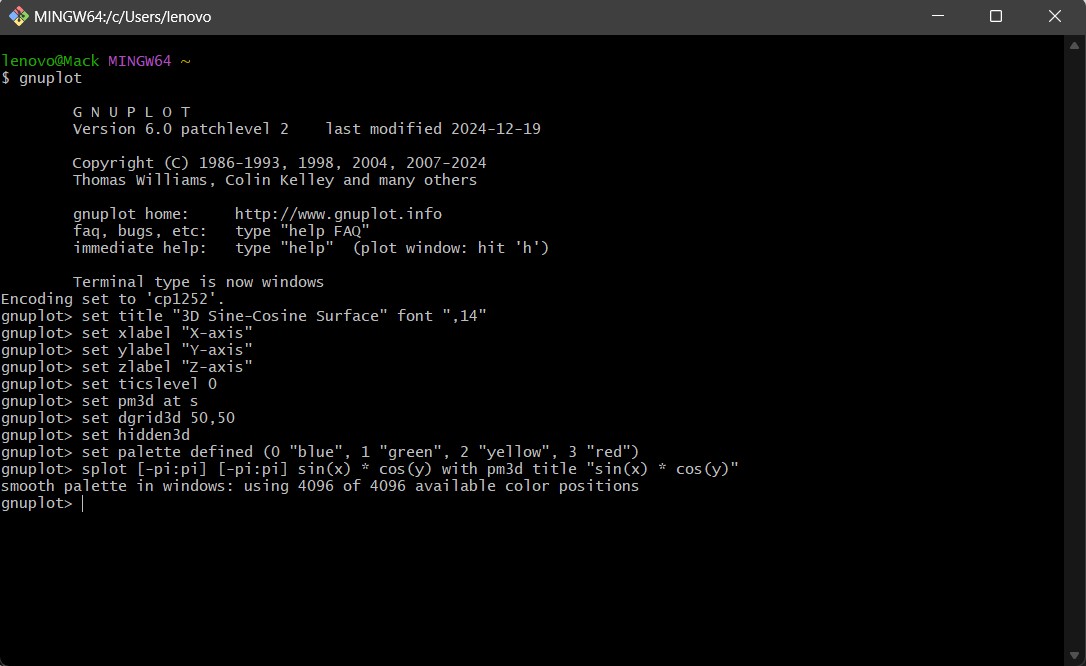 MINGW64:/c/Users/lenovo
lenovo@Mack MINGW64 ~
$ gnuplot
G N U P L O T
Version 6.0 patchlevel 2    last modified 2024-12-19
Copyright (C) 1986-1993, 1998, 2004, 2007-2024
Thomas Williams, Colin Kelley and many others
gnuplot home:     http://www.gnuplot.info
faq, bugs, etc:   type "help FAQ"
immediate help:   type "help"  (plot window: hit 'h')
Terminal type is now windows
Encoding set to 'cp1252'.
gnuplot> set title "3D Sine-Cosine Surface" font ",14"
gnuplot> set xlabel "X-axis"
gnuplot> set ylabel "Y-axis"
gnuplot> set zlabel "Z-axis"
gnuplot> set ticslevel 0
gnuplot> set pm3d at s
gnuplot> set dgrid3d 50,50
gnuplot> set hidden3d
gnuplot> set palette defined (0 "blue", 1 "green", 2 "yellow", 3 "red")
gnuplot> splot [-pi:pi] [-pi:pi] sin(x) * cos(y) with pm3d title "sin(x) * cos(y)"
smooth palette in windows: using 4096 of 4096 available color positions
gnuplot>